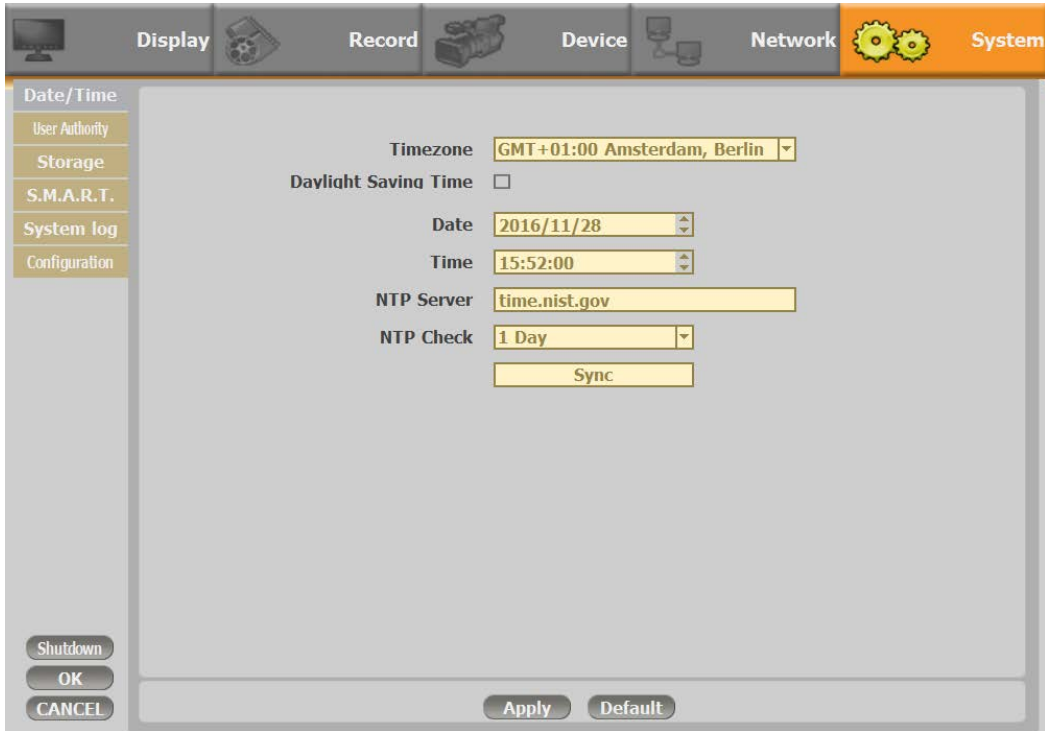 Display Record Device Network System
Date/Time
User Authority
Storage
S.M.A.R.T.
System log
Configuration
Timezone GMT+01:00 Amsterdam, Berlin
Daylight Saving Time
Date 2016/11/28
Time 15:52:00
NTP Server time.nist.gov
NTP Check 1 Day
Sync
Shutdown
OK
CANCEL
Apply Default